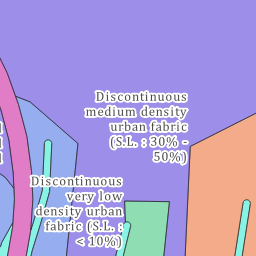 Discontinuous
medium density
urban fabric
(S.L. : 30% -
50%)
Discontinuous
very low
density urban
fabric (S.L. :
< 10%)